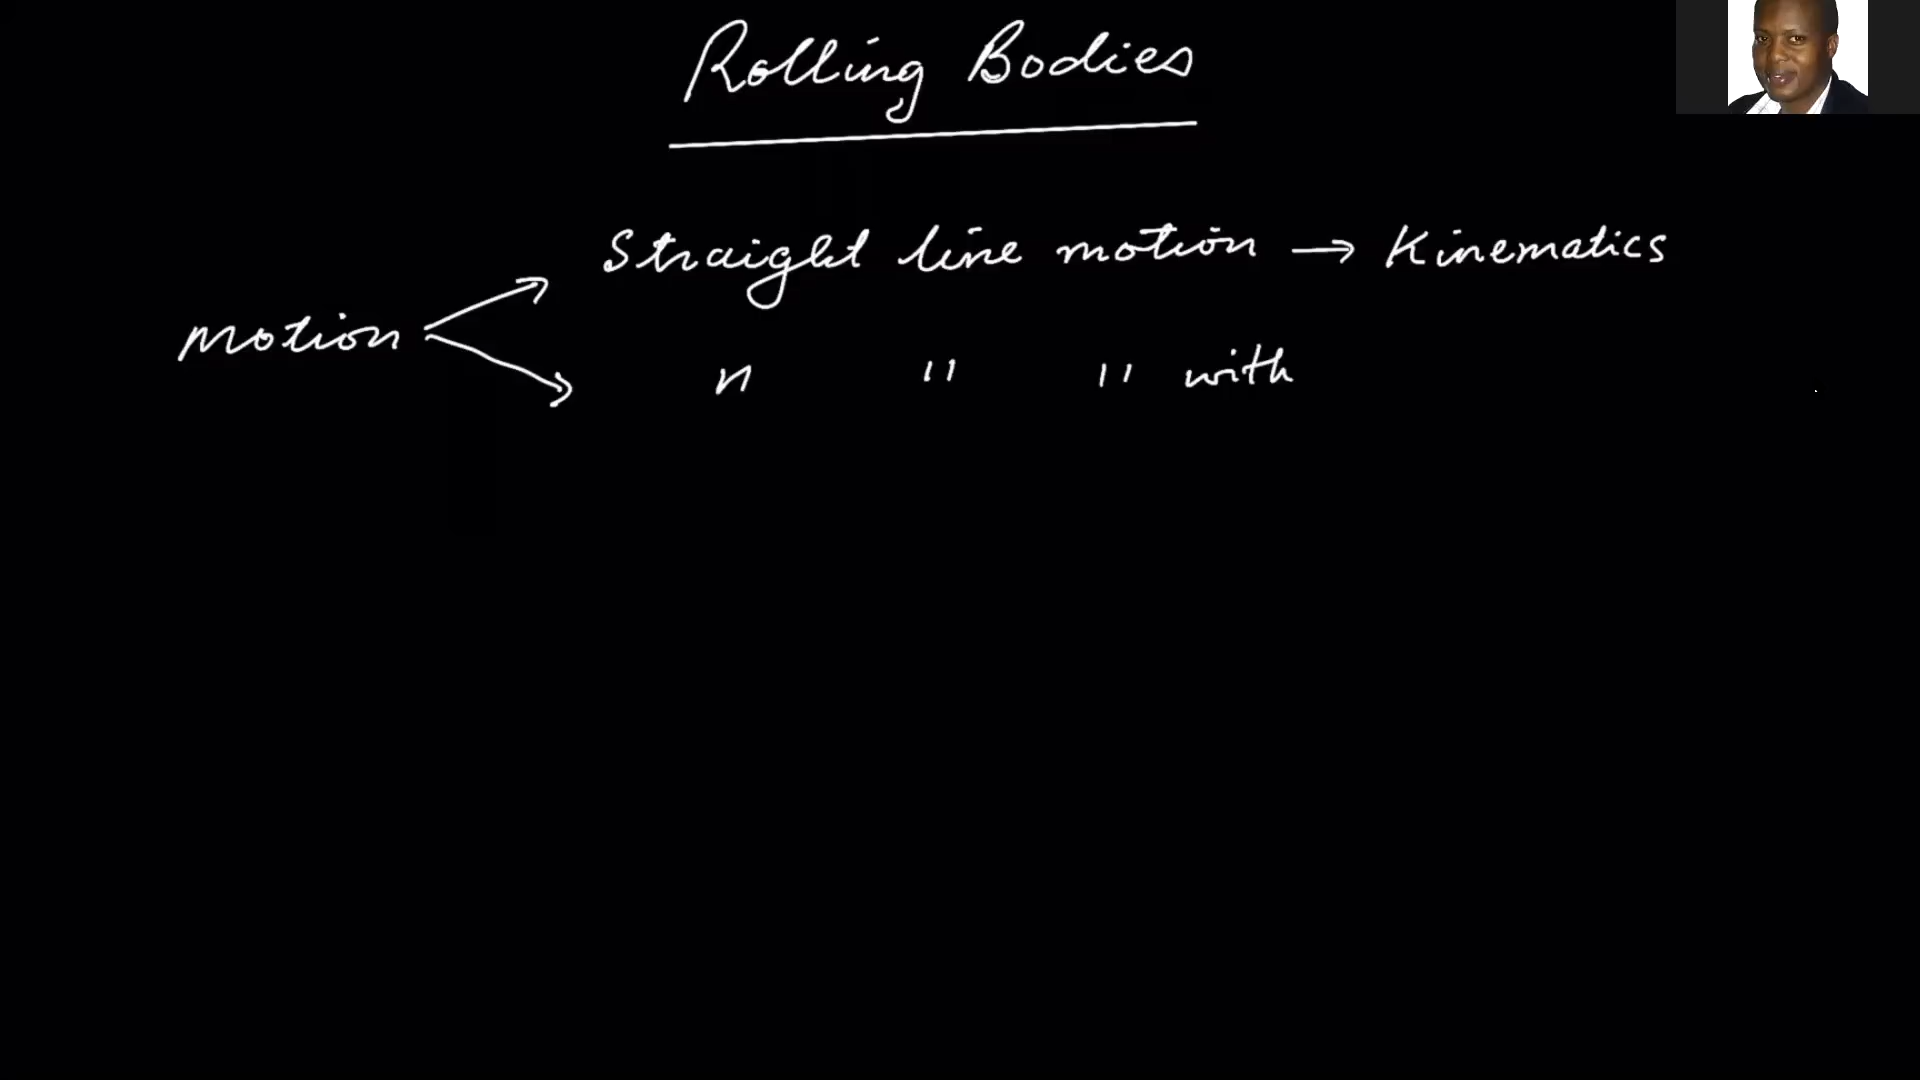 Rolling Bodies
Straight line motion → Kinematics
Motion
" " " with